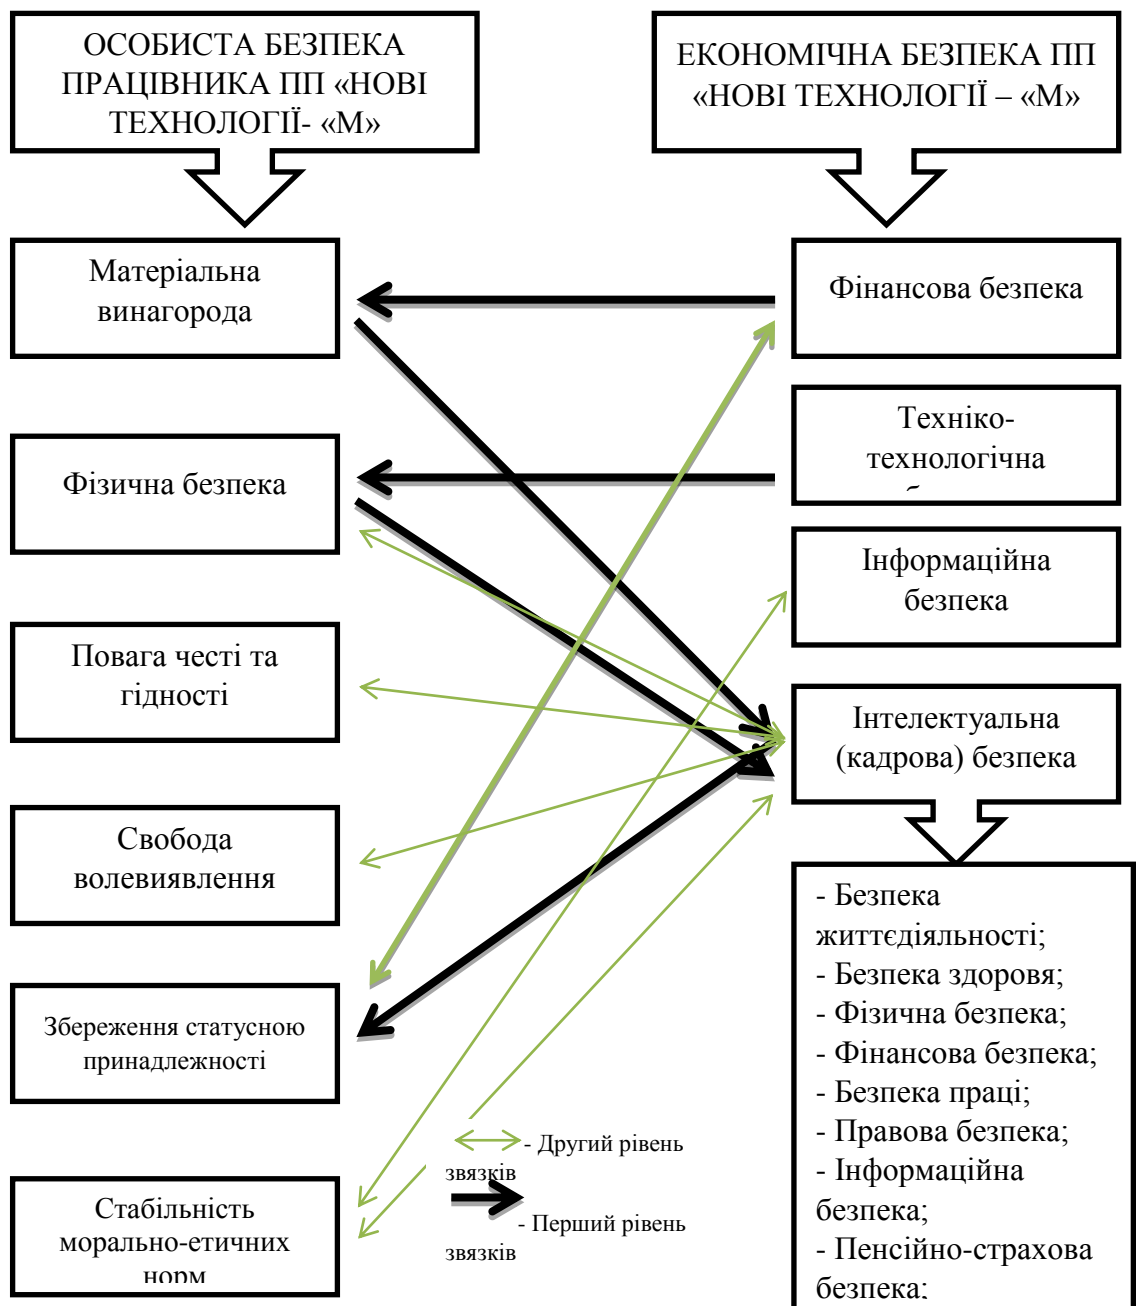 ОСОБИСТА БЕЗПЕКА
ПРАЦІВНИКА ПП «НОВІ
ТЕХНОЛОГІЇ- «М»
ЕКОНОМІЧНА БЕЗПЕКА ПП
«НОВІ ТЕХНОЛОГІЇ – «М»
Матеріальна
винагорода
Фізична безпека
Повага честі та
гідності
Свобода
волевиявлення
Збереження статусною
принадлежності
Стабільність
морально-етичних
норм
Фінансова безпека
Техніко-
технологічна
Інформаційна
безпека
Інтелектуальна
(кадрова) безпека
- Безпека
життєдіяльності;
- Безпека здоровя;
- Фізична безпека;
- Фінансова безпека;
- Безпека праці;
- Правова безпека;
- Інформаційна
безпека;
- Пенсійно-страхова
безпека;
- Другий рівень
звязків
- Перший рівень
звязків